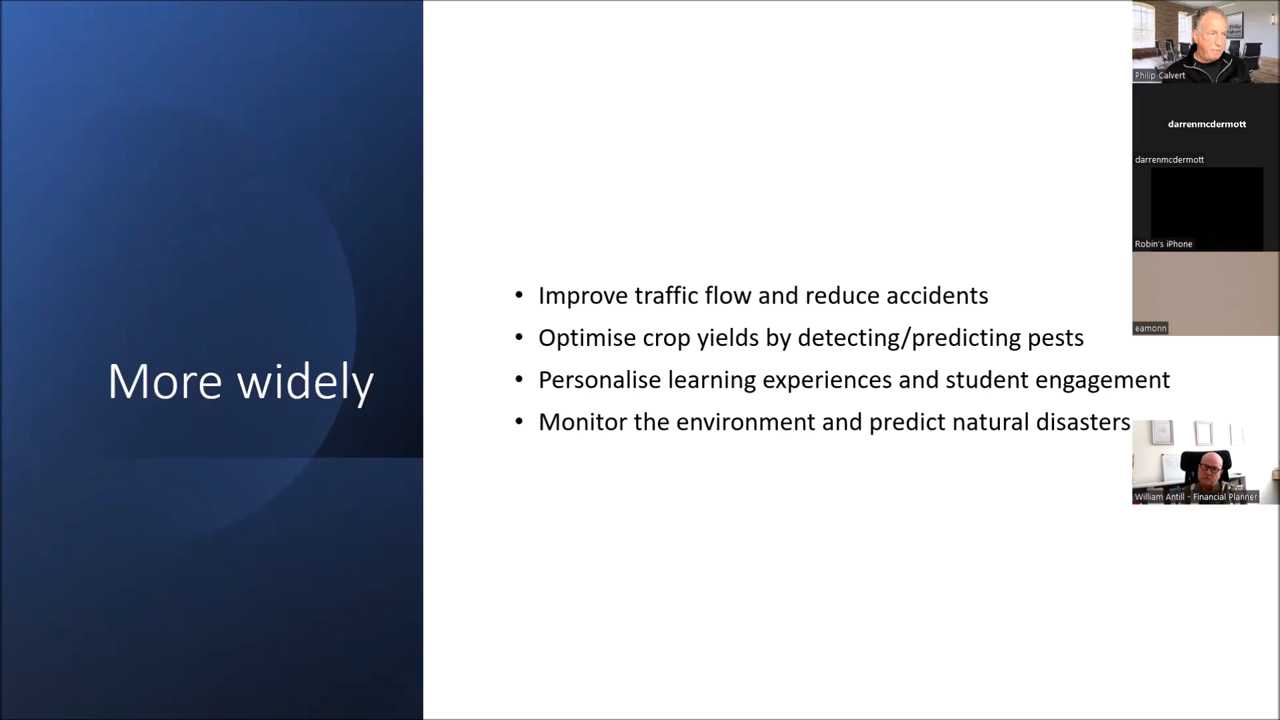 More widely
• Improve traffic flow and reduce accidents
• Optimise crop yields by detecting/predicting pests
• Personalise learning experiences and student engagement
• Monitor the environment and predict natural disasters
Philip Calvert
darrenmcdermott
darrenmcdermott
Robin's iPhone
eamonn
William Antill - Financial Planner